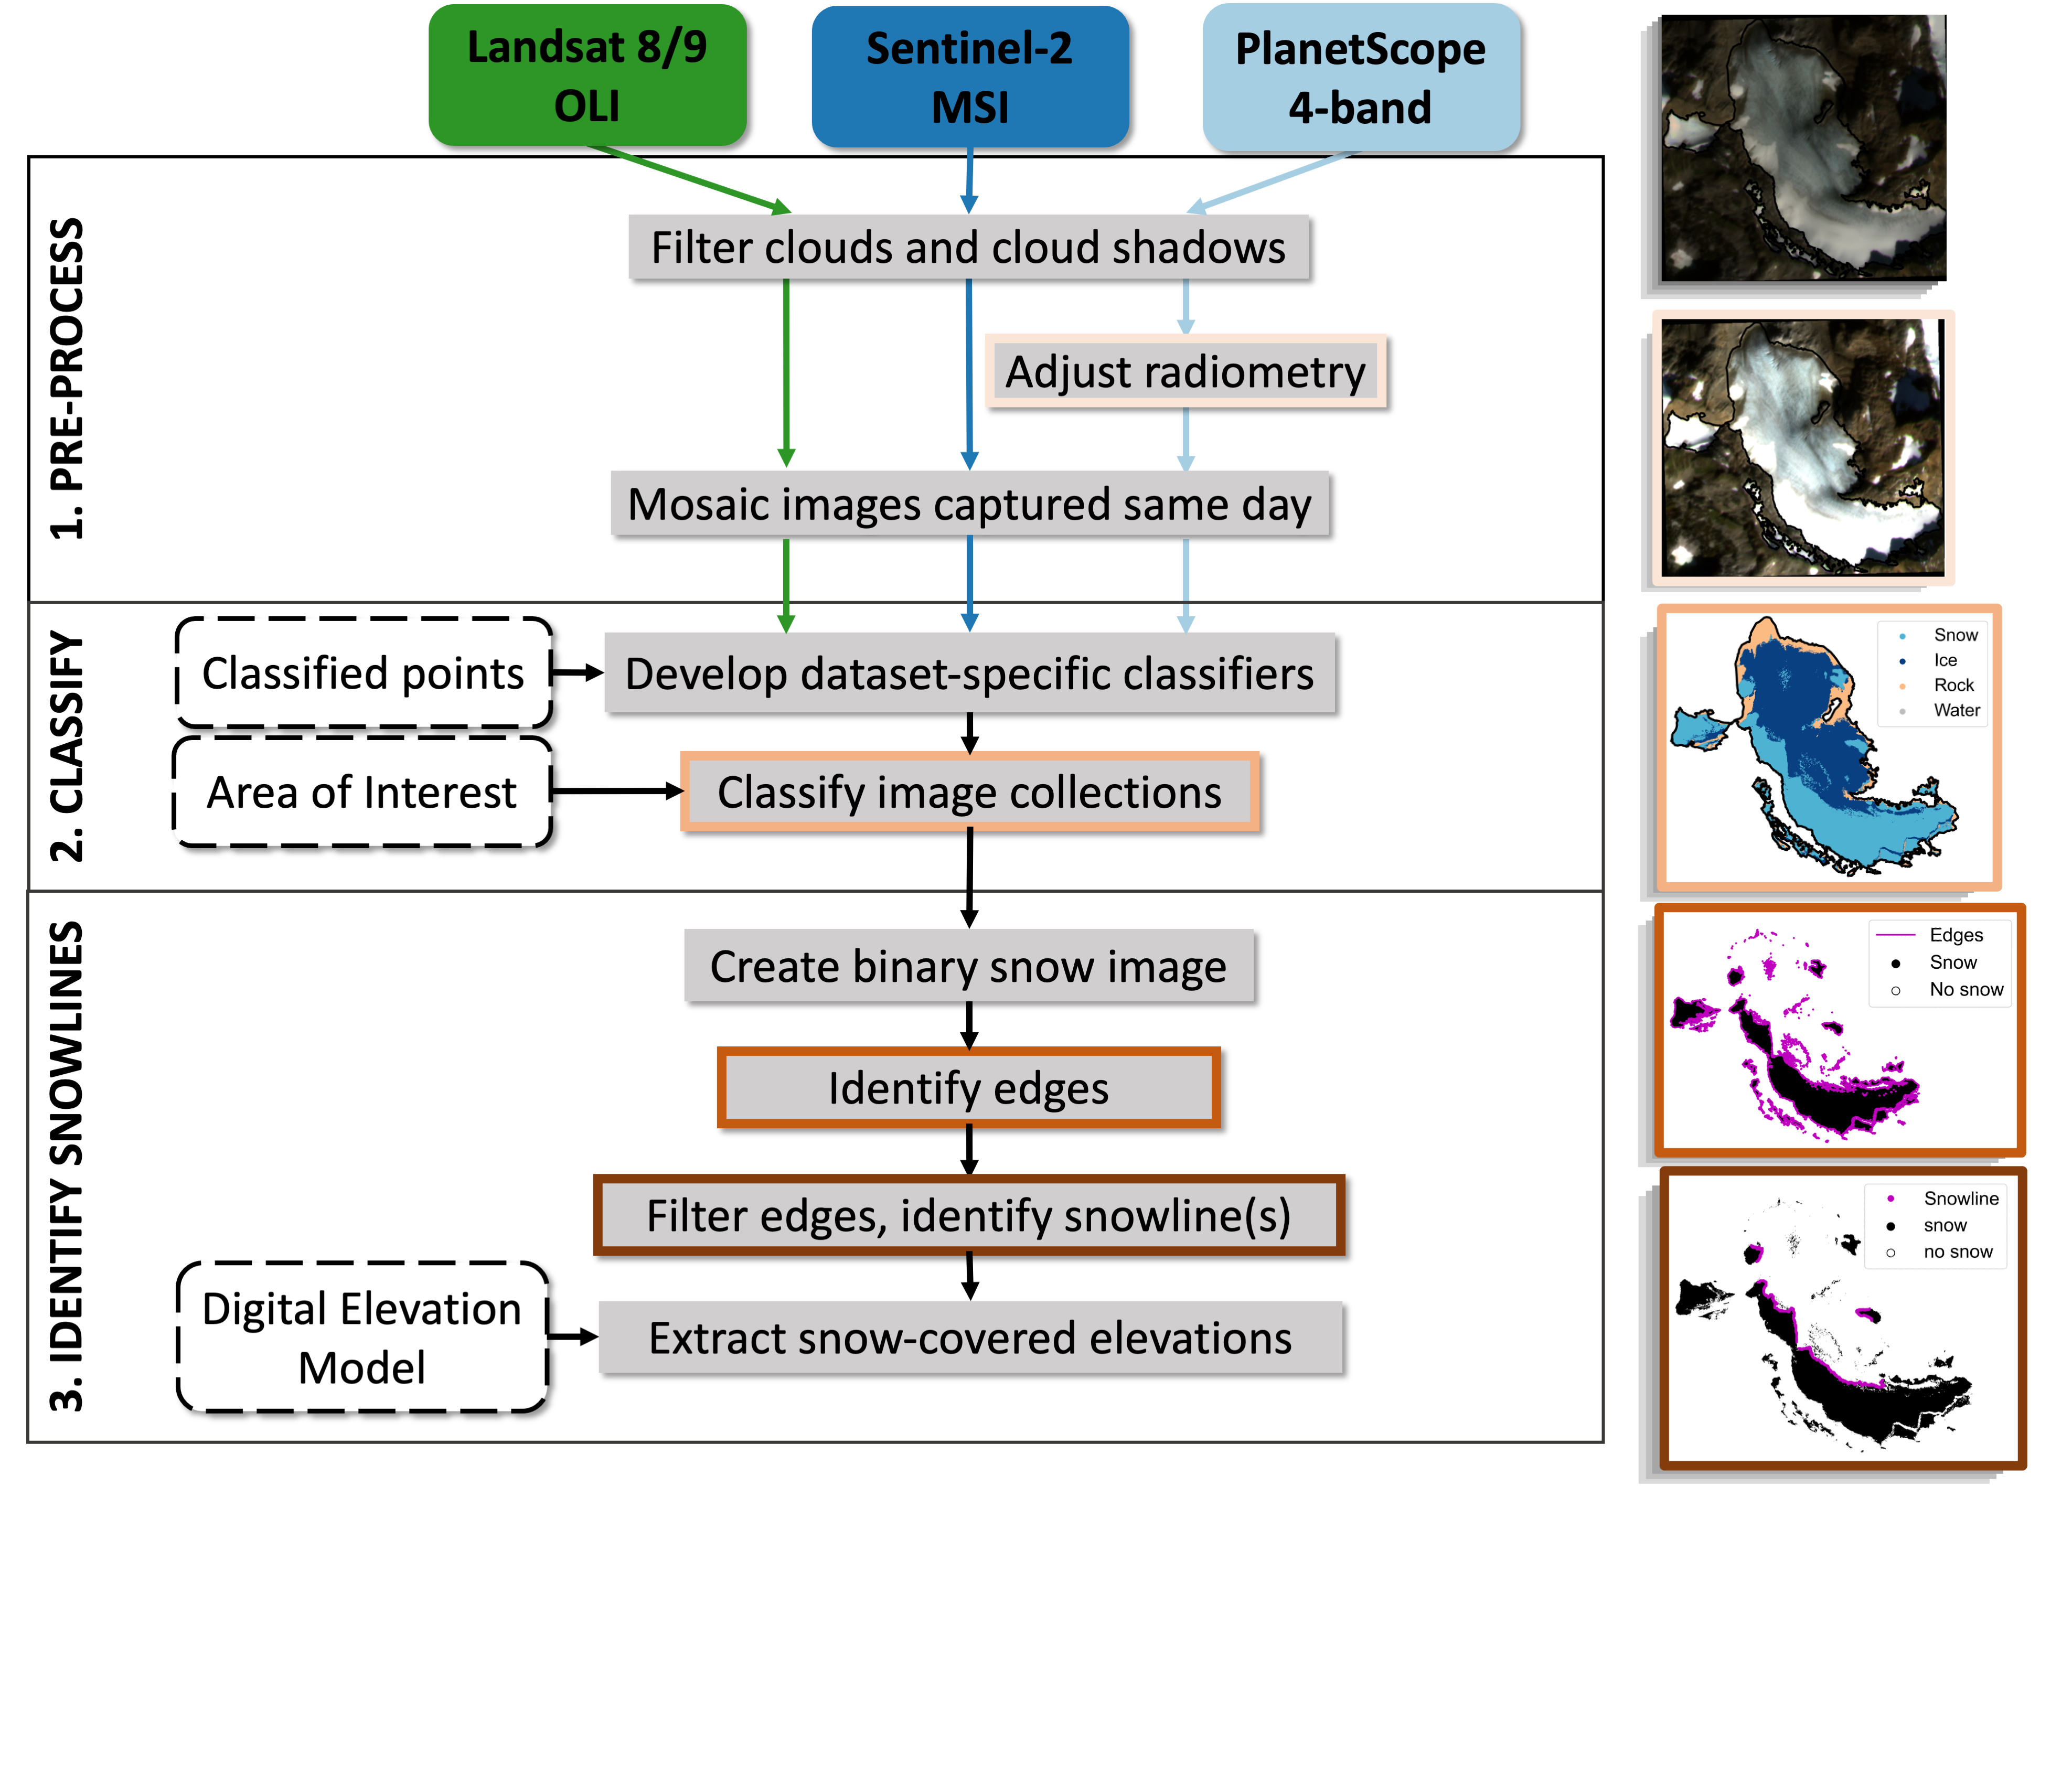 Landsat 8/9
OLI
Sentinel-2
MSI
PlanetScope
4-band
1. PRE-PROCESS
Filter clouds and cloud shadows
Adjust radiometry
Mosaic images captured same day
2. CLASSIFY
Classified points
Develop dataset-specific classifiers
Area of Interest
Classify image collections
3. IDENTIFY SNOWLINES
Create binary snow image
Identify edges
Filter edges, identify snowline(s)
Digital Elevation
Model
Extract snow-covered elevations
Snow
Ice
Rock
Water
Edges
Snow
No snow
Snowline
snow
no snow